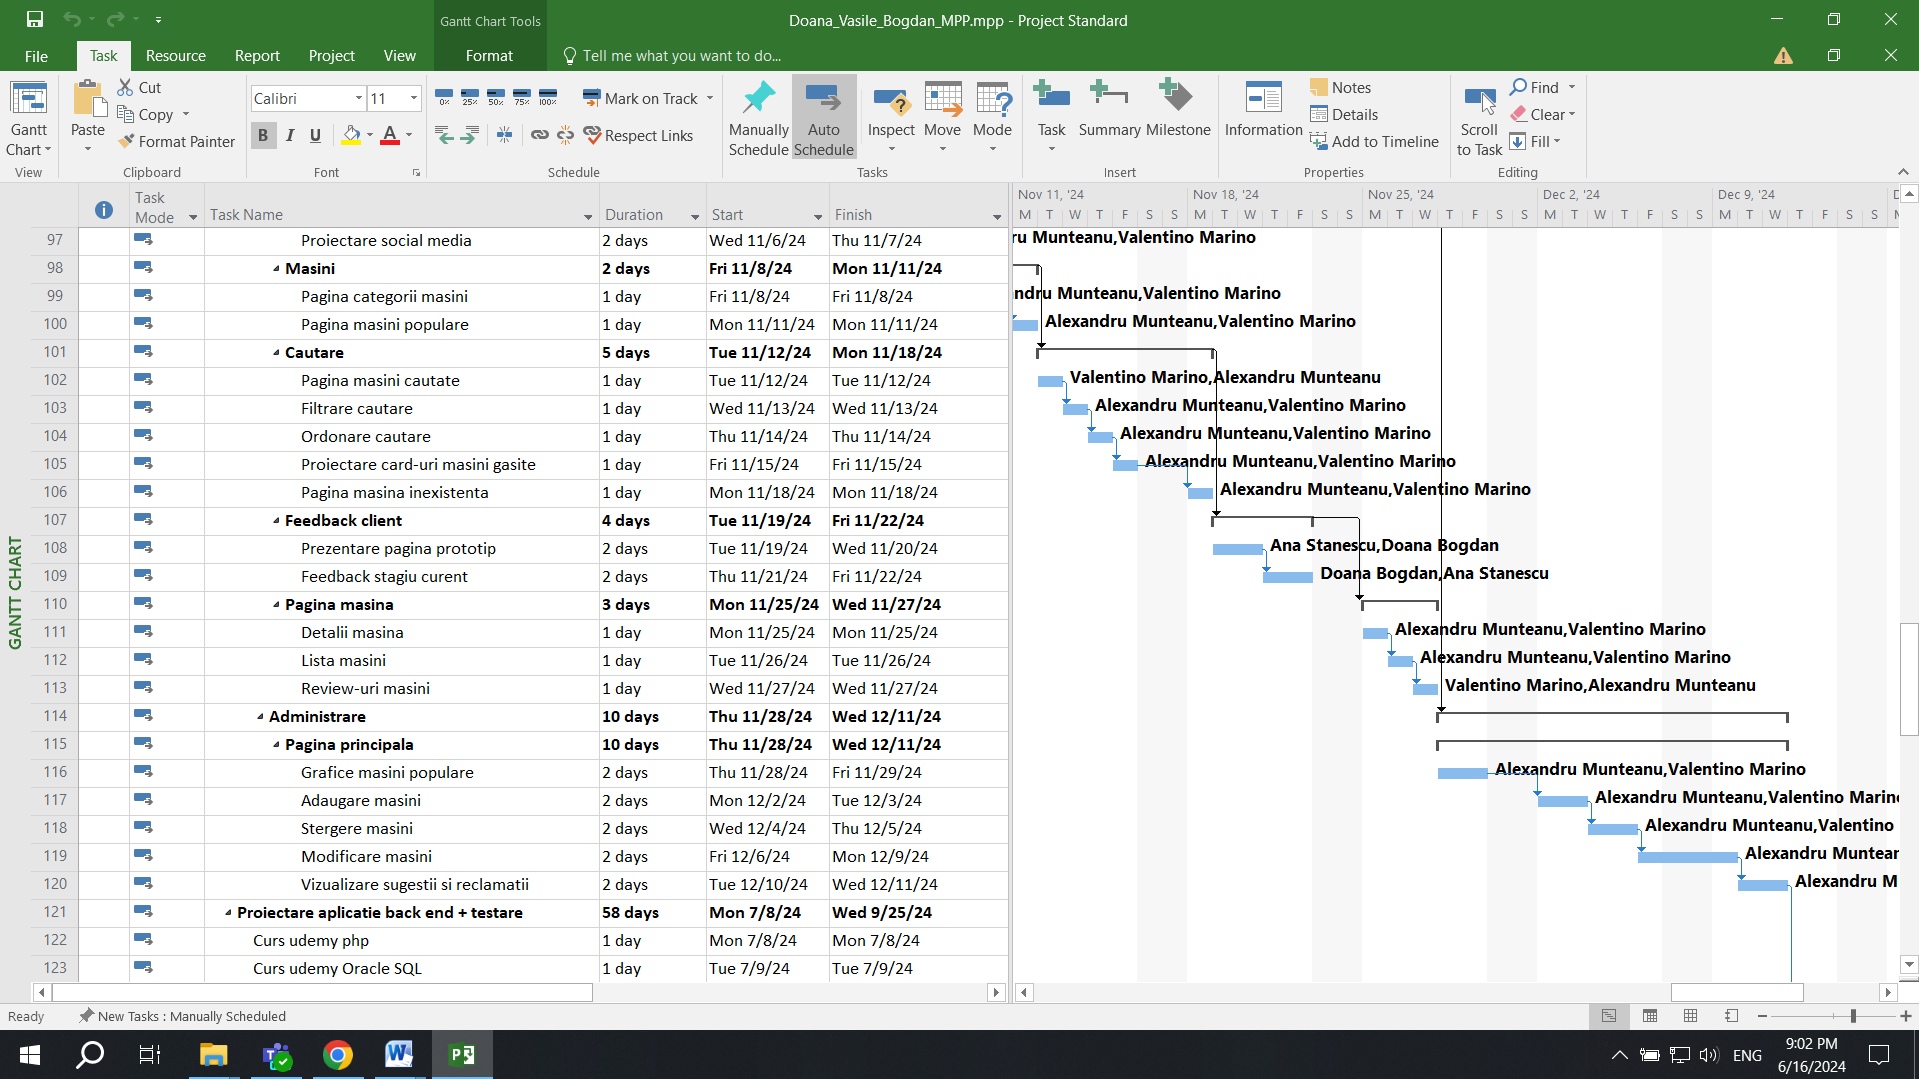 Gantt Chart Tools
Doana_Vasile_Bogdan_MPP.mpp - Project Standard
File Task Resource Report Project View Format Tell me what you want to do...
Gantt Chart
View
Paste
Cut
Copy
Format Painter
Clipboard
Calibri 11
B I U A
Font
0% 25% 50% 75% 100%
Mark on Track
Respect Links
Schedule
Manually Schedule
Auto Schedule
Inspect
Move
Mode
Tasks
Task
Summary
Milestone
Insert
Information
Notes
Details
Add to Timeline
Properties
Scroll to Task
Find
Clear
Fill
Editing
Task Mode Task Name Duration Start Finish
Nov 11, '24 Nov 18, '24 Nov 25, '24 Dec 2, '24 Dec 9, '24
M T W T F S S M T W T F S S M T W T F S S M T W T F S S M T W T F S S
GANTT CHART
97 Proiectare social media 2 days Wed 11/6/24 Thu 11/7/24 ru Munteanu,Valentino Marino
98 Masini 2 days Fri 11/8/24 Mon 11/11/24
99 Pagina categorii masini 1 day Fri 11/8/24 Fri 11/8/24 ndru Munteanu,Valentino Marino
100 Pagina masini populare 1 day Mon 11/11/24 Mon 11/11/24 Alexandru Munteanu,Valentino Marino
101 Cautare 5 days Tue 11/12/24 Mon 11/18/24
102 Pagina masini cautate 1 day Tue 11/12/24 Tue 11/12/24 Valentino Marino,Alexandru Munteanu
103 Filtrare cautare 1 day Wed 11/13/24 Wed 11/13/24 Alexandru Munteanu,Valentino Marino
104 Ordonare cautare 1 day Thu 11/14/24 Thu 11/14/24 Alexandru Munteanu,Valentino Marino
105 Proiectare card-uri masini gasite 1 day Fri 11/15/24 Fri 11/15/24 Alexandru Munteanu,Valentino Marino
106 Pagina masina inexistenta 1 day Mon 11/18/24 Mon 11/18/24 Alexandru Munteanu,Valentino Marino
107 Feedback client 4 days Tue 11/19/24 Fri 11/22/24
108 Prezentare pagina prototip 2 days Tue 11/19/24 Wed 11/20/24 Ana Stanescu,Doana Bogdan
109 Feedback stagiu curent 2 days Thu 11/21/24 Fri 11/22/24 Doana Bogdan,Ana Stanescu
110 Pagina masina 3 days Mon 11/25/24 Wed 11/27/24
111 Detalii masina 1 day Mon 11/25/24 Mon 11/25/24 Alexandru Munteanu,Valentino Marino
112 Lista masini 1 day Tue 11/26/24 Tue 11/26/24 Alexandru Munteanu,Valentino Marino
113 Review-uri masini 1 day Wed 11/27/24 Wed 11/27/24 Valentino Marino,Alexandru Munteanu
114 Administrare 10 days Thu 11/28/24 Wed 12/11/24
115 Pagina principala 10 days Thu 11/28/24 Wed 12/11/24
116 Grafice masini populare 2 days Thu 11/28/24 Fri 11/29/24 Alexandru Munteanu,Valentino Marino
117 Adaugare masini 2 days Mon 12/2/24 Tue 12/3/24 Alexandru Munteanu,Valentino Marin
118 Stergere masini 2 days Wed 12/4/24 Thu 12/5/24 Alexandru Munteanu,Valentino
119 Modificare masini 2 days Fri 12/6/24 Mon 12/9/24 Alexandru Muntean
120 Vizualizare sugestii si reclamatii 2 days Tue 12/10/24 Wed 12/11/24 Alexandru M
121 Proiectare aplicatie back end + testare 58 days Mon 7/8/24 Wed 9/25/24
122 Curs udemy php 1 day Mon 7/8/24 Mon 7/8/24
123 Curs udemy Oracle SQL 1 day Tue 7/9/24 Tue 7/9/24
Ready New Tasks : Manually Scheduled
ENG 9:02 PM
6/16/2024